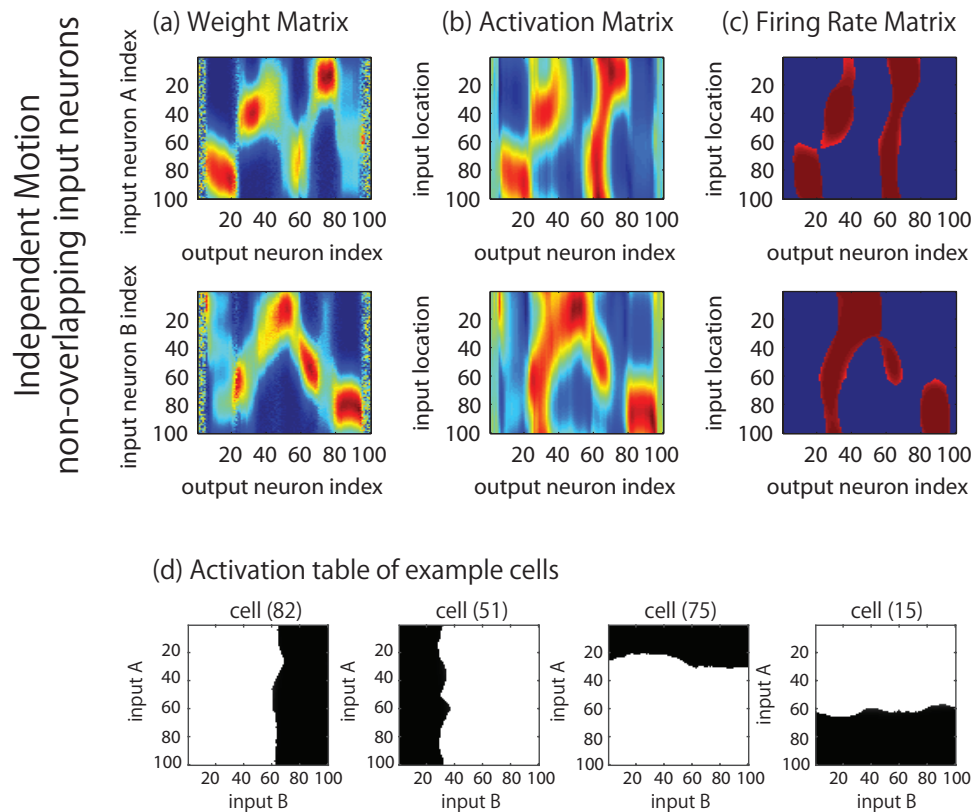 Independent Motion
non-overlapping input neurons
(a) Weight Matrix
(b) Activation Matrix
(c) Firing Rate Matrix
input neuron A index
20
40
60
80
100
20 40 60 80 100
output neuron index
input location
20
40
60
80
100
20 40 60 80 100
output neuron index
input location
20
40
60
80
100
20 40 60 80 100
output neuron index
input neuron B index
20
40
60
80
100
20 40 60 80 100
output neuron index
input location
20
40
60
80
100
20 40 60 80 100
output neuron index
input location
20
40
60
80
100
20 40 60 80 100
output neuron index
(d) Activation table of example cells
cell (82)
input A
20
40
60
80
100
20 40 60 80 100
input B
cell (51)
input A
20
40
60
80
100
20 40 60 80 100
input B
cell (75)
input A
20
40
60
80
100
20 40 60 80 100
input B
cell (15)
input A
20
40
60
80
100
20 40 60 80 100
input B